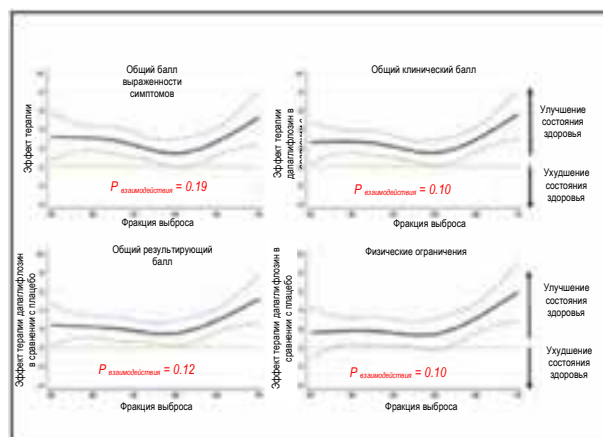 Общий балл
выраженности
симптомов
Эффект терапии
P взаимодействия = 0.19
Фракция выброса
Общий клинический балл
Эффект терапии
дапаглифлозин в
P взаимодействия = 0.10
Фракция выброса
Улучшение
состояния
здоровья
Ухудшение
состояния
здоровья
Общий результирующий
балл
Эффект терапии дапаглифлозин
в сравнении с плацебо
P взаимодействия = 0.12
Фракция выброса
Физические ограничения
Эффект терапии дапаглифлозин в
сравнении с плацебо
P взаимодействия = 0.10
Фракция выброса
Улучшение
состояния
здоровья
Ухудшение
состояния
здоровья